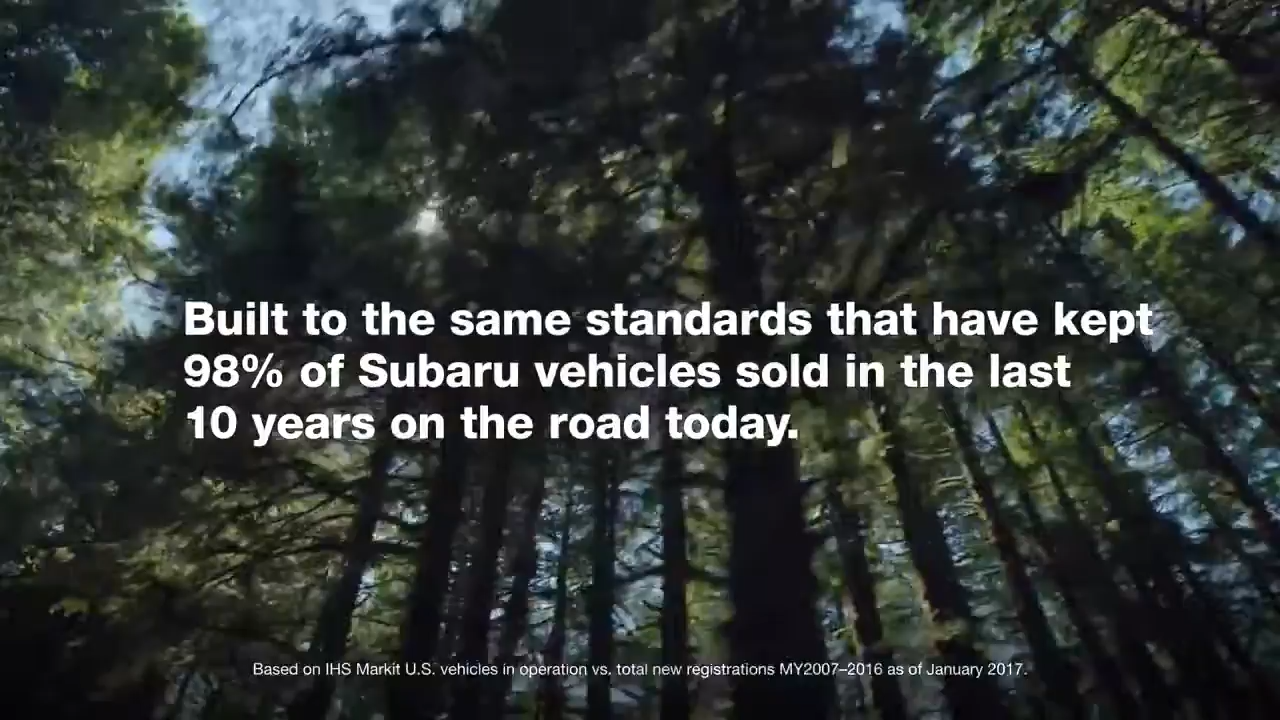 Built to the same standards that have kept
98% of Subaru vehicles sold in the last
10 years on the road today.
Based on IHS Markit U.S. vehicles in operation vs. total new registrations MY2007–2016 as of January 2017.